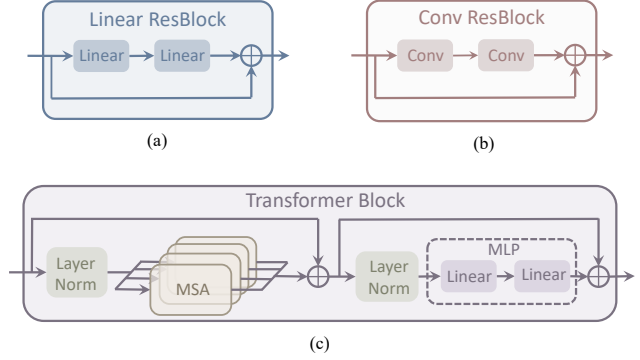 Linear ResBlock
Linear
Linear
(a)
Conv ResBlock
Conv
Conv
(b)
Transformer Block
Layer
Norm
MSA
Layer
Norm
MLP
Linear
Linear
(c)